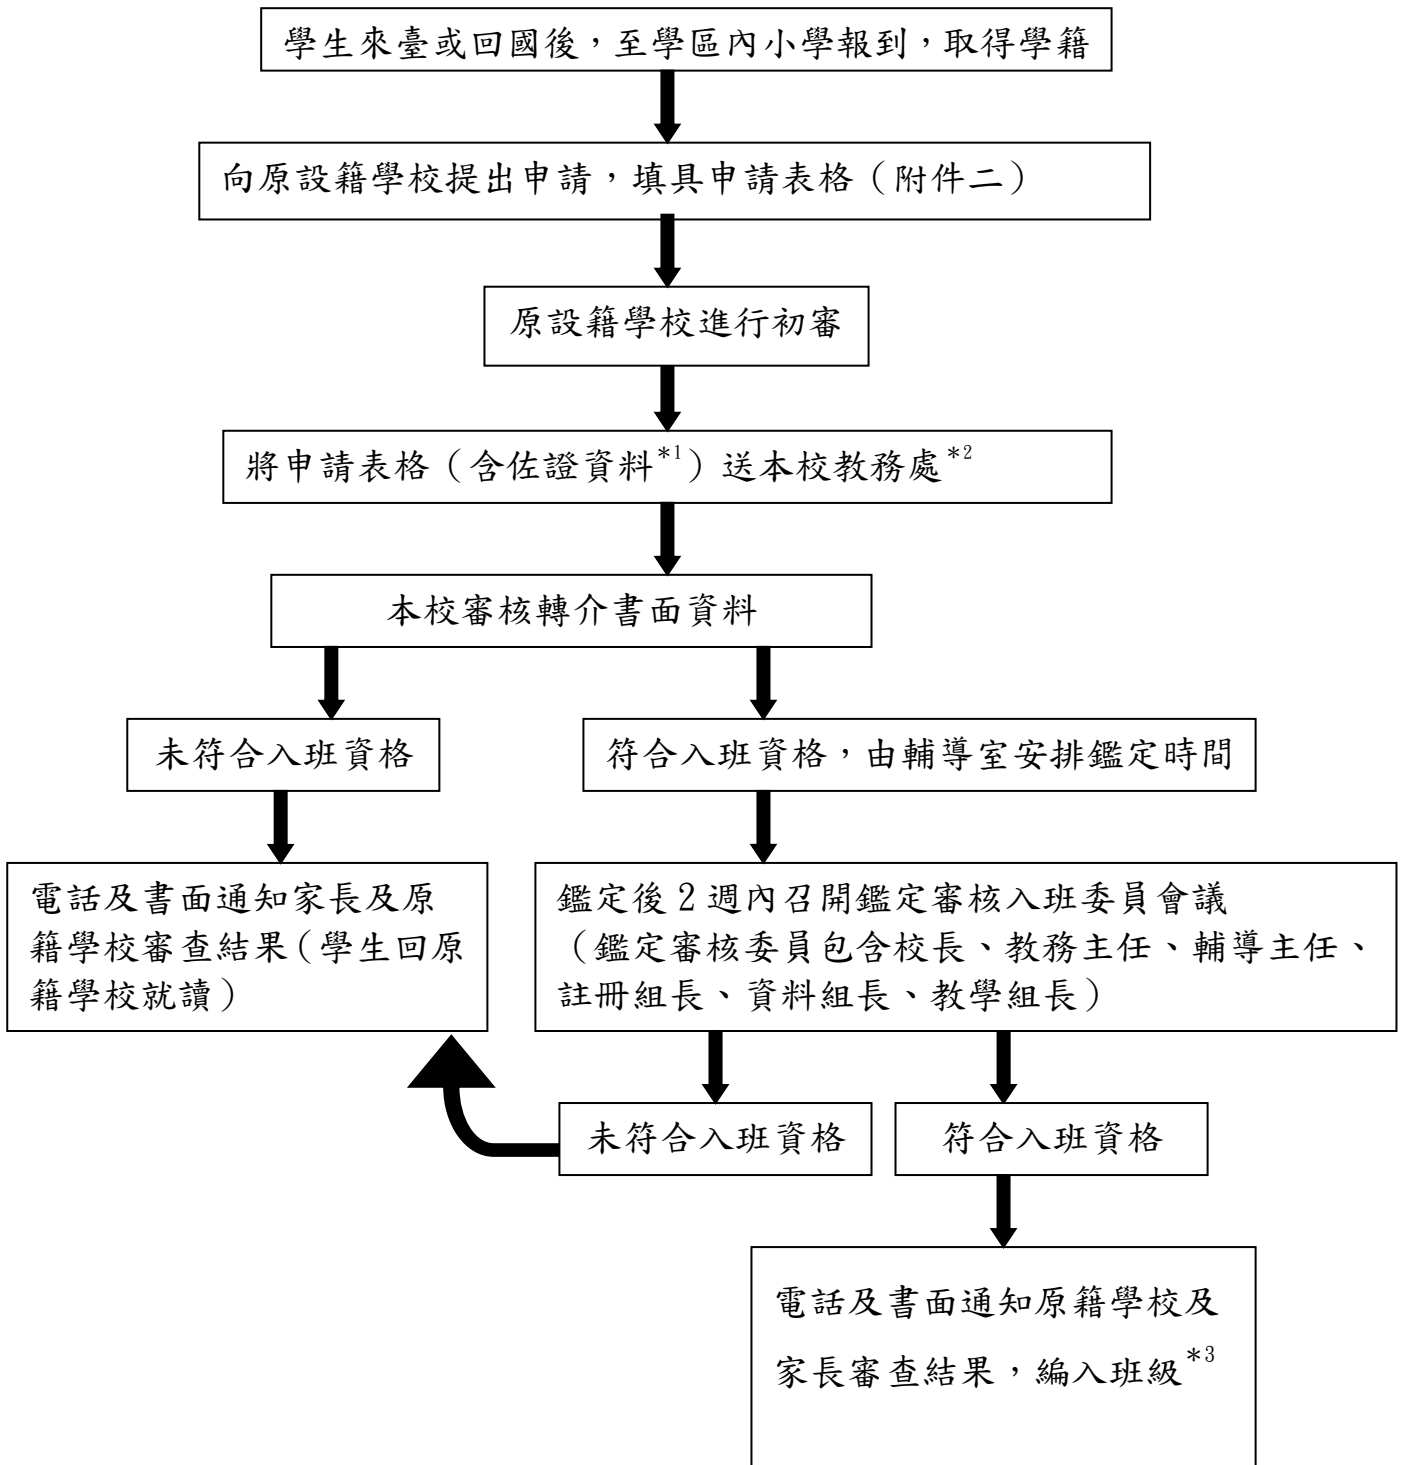 學生來臺或回國後，至學區內小學報到，取得學籍
向原設籍學校提出申請，填具申請表格（附件二）
原設籍學校進行初審
將申請表格（含佐證資料*1）送本校教務處*2
本校審核轉介書面資料
未符合入班資格
符合入班資格，由輔導室安排鑑定時間
電話及書面通知家長及原
籍學校審查結果（學生回原
籍學校就讀）
鑑定後 2 週內召開鑑定審核入班委員會議
（鑑定審核委員包含校長、教務主任、輔導主任、
註冊組長、資料組長、教學組長）
未符合入班資格
符合入班資格
電話及書面通知原籍學校及
家長審查結果，編入班級*3